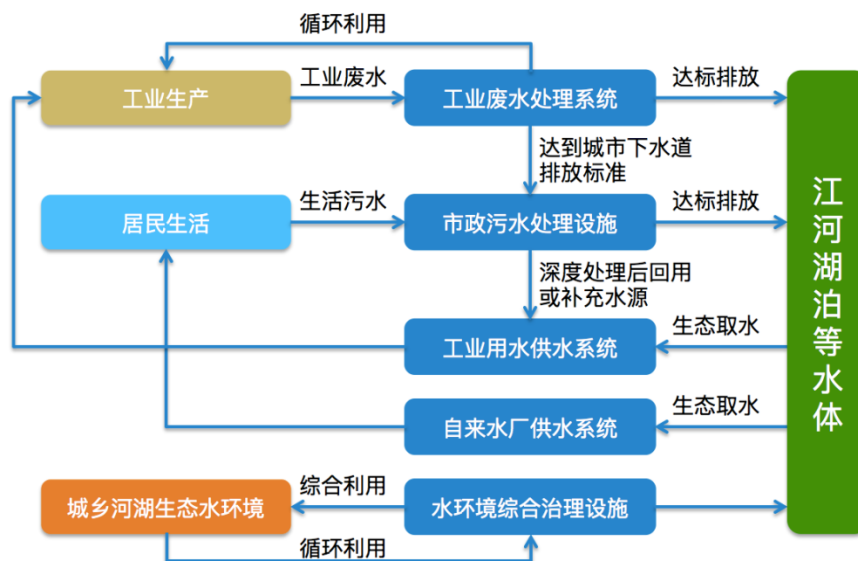 循环利用
工业生产
工业废水
工业废水处理系统
达标排放
达到城市下水道
排放标准
居民生活
生活污水
市政污水处理设施
达标排放
深度处理后回用
或补充水源
工业用水供水系统
生态取水
自来水厂供水系统
生态取水
城乡河湖生态水环境
综合利用
水环境综合治理设施
循环利用
江河湖泊等水体